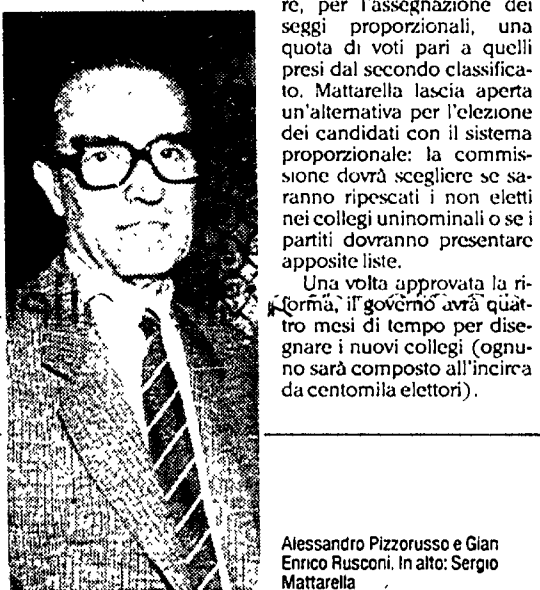 re, per l'assegnazione dei
seggi proporzionali, una
quota di voti pari a quelli
presi dal secondo classifica-
to. Mattarella lascia aperta
un'alternativa per l'elezione
dei candidati con il sistema
proporzionale: la commis-
sione dovrà scegliere se sa-
ranno ripescati i non eletti
nei collegi uninominali o se i
partiti dovranno presentare
apposite liste.
Una volta approvata la ri-
forma, il governo avrà quat-
tro mesi di tempo per dise-
gnare i nuovi collegi (ognu-
no sarà composto all'incirca
da centomila elettori).
Alessandro Pizzorusso e Gian
Enrico Rusconi. In alto: Sergio
Mattarella